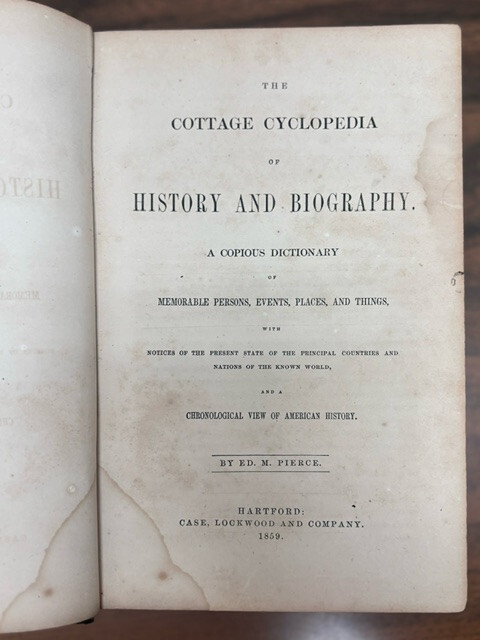 THE
COTTAGE CYCLOPEDIA
OF
HISTORY AND BIOGRAPHY.
A COPIOUS DICTIONARY
OF
MEMORABLE PERSONS, EVENTS, PLACES, AND THINGS,
WITH
NOTICES OF THE PRESENT STATE OF THE PRINCIPAL COUNTRIES AND
NATIONS OF THE KNOWN WORLD,
AND A
CHRONOLOGICAL VIEW OF AMERICAN HISTORY.
BY ED. M. PIERCE.
HARTFORD:
CASE, LOCKWOOD AND COMPANY.
1859.